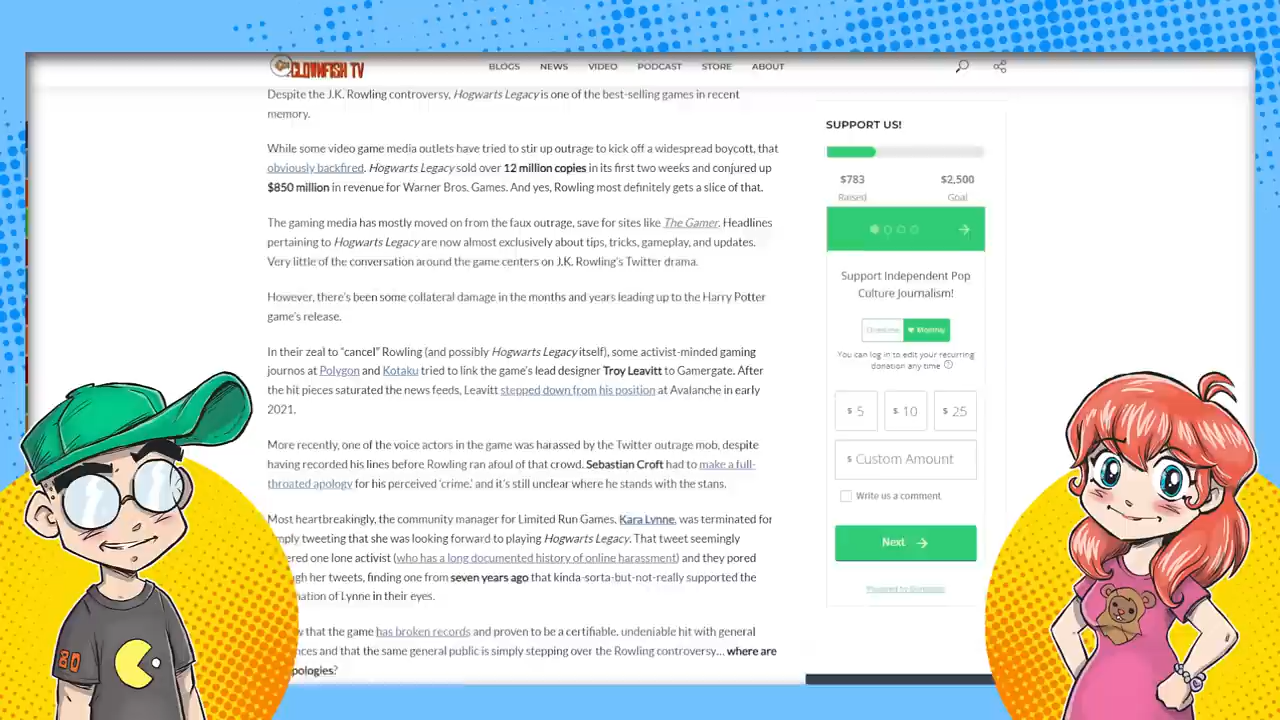 CLOWNFISH TV
BLOGS NEWS VIDEO PODCAST STORE ABOUT
Despite the J.K. Rowling controversy, Hogwarts Legacy is one of the best-selling games in recent
memory.
While some video game media outlets have tried to stir up outrage to kick off a widespread boycott, that
obviously backfired. Hogwarts Legacy sold over 12 million copies in its first two weeks and conjured up
$850 million in revenue for Warner Bros. Games. And yes, Rowling most definitely gets a slice of that.
The gaming media has mostly moved on from the faux outrage, save for sites like The Gamer. Headlines
pertaining to Hogwarts Legacy are now almost exclusively about tips, tricks, gameplay, and updates.
Very little of the conversation around the game centers on J.K. Rowling's Twitter drama.
However, there's been some collateral damage in the months and years leading up to the Harry Potter
game's release.
In their zeal to "cancel" Rowling (and possibly Hogwarts Legacy itself), some activist-minded gaming
journos at Polygon and Kotaku tried to link the game's lead designer Troy Leavitt to Gamergate. After
the hit pieces saturated the news feeds, Leavitt stepped down from his position at Avalanche in early
2021.
More recently, one of the voice actors in the game was harassed by the Twitter outrage mob, despite
having recorded his lines before Rowling ran afoul of that crowd. Sebastian Croft had to make a full-
throated apology for his perceived 'crime,' and it's still unclear where he stands with the stans.
Most heartbreakingly, the community manager for Limited Run Games, Kara Lynne, was terminated for
mply tweeting that she was looking forward to playing Hogwarts Legacy. That tweet seemingly
ered one lone activist (who has a long documented history of online harassment) and they pored
gh her tweets, finding one from seven years ago that kinda-sorta-but-not-really supported the
nation of Lynne in their eyes.
w that the game has broken records and proven to be a certifiable, undeniable hit with general
nces and that the same general public is simply stepping over the Rowling controversy… where are
pologies?
SUPPORT US!
$783 $2,500
Raised Goal
Support Independent Pop
Culture Journalism!
Monthly
You can log in to edit your recurring
donation any time
$ 5 $ 10 $ 25
$ Custom Amount
Write us a comment
Next
80